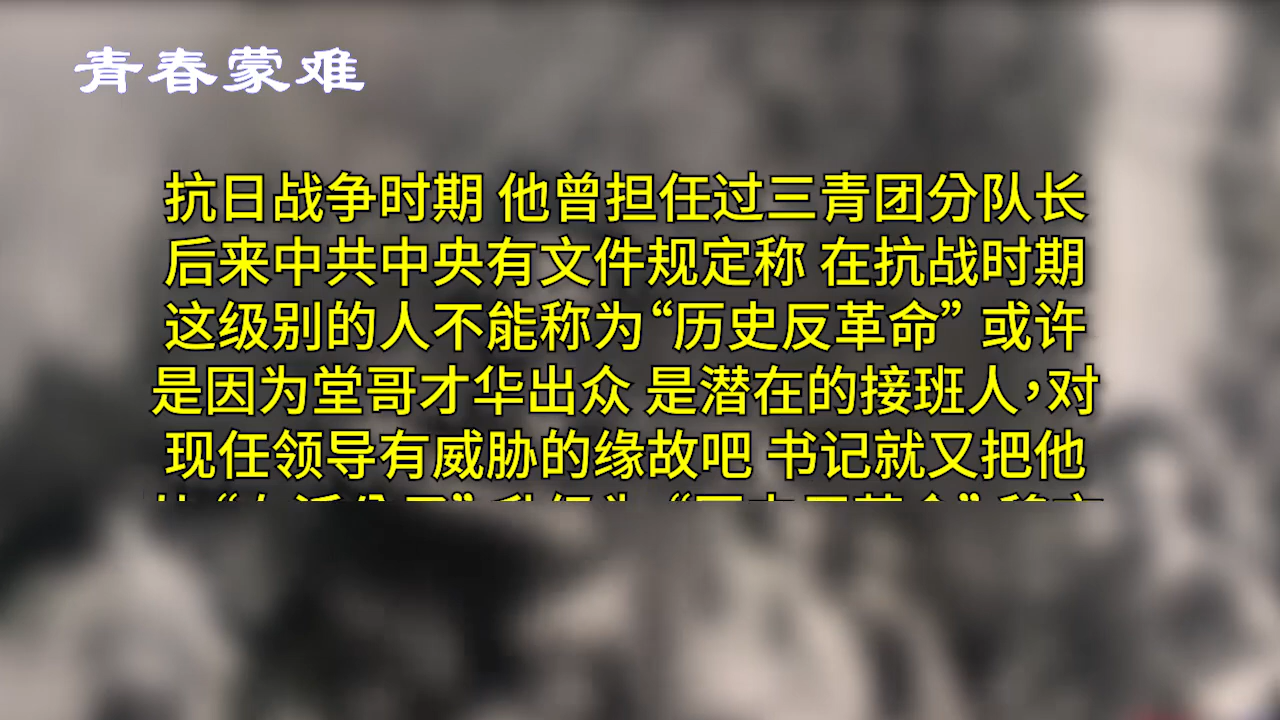 青春蒙难
抗日战争时期 他曾担任过三青团分队长
后来中共中央有文件规定称 在抗战时期
这级别的人不能称为“历史反革命” 或许
是因为堂哥才华出众 是潜在的接班人，对
现任领导有威胁的缘故吧 书记就又把他